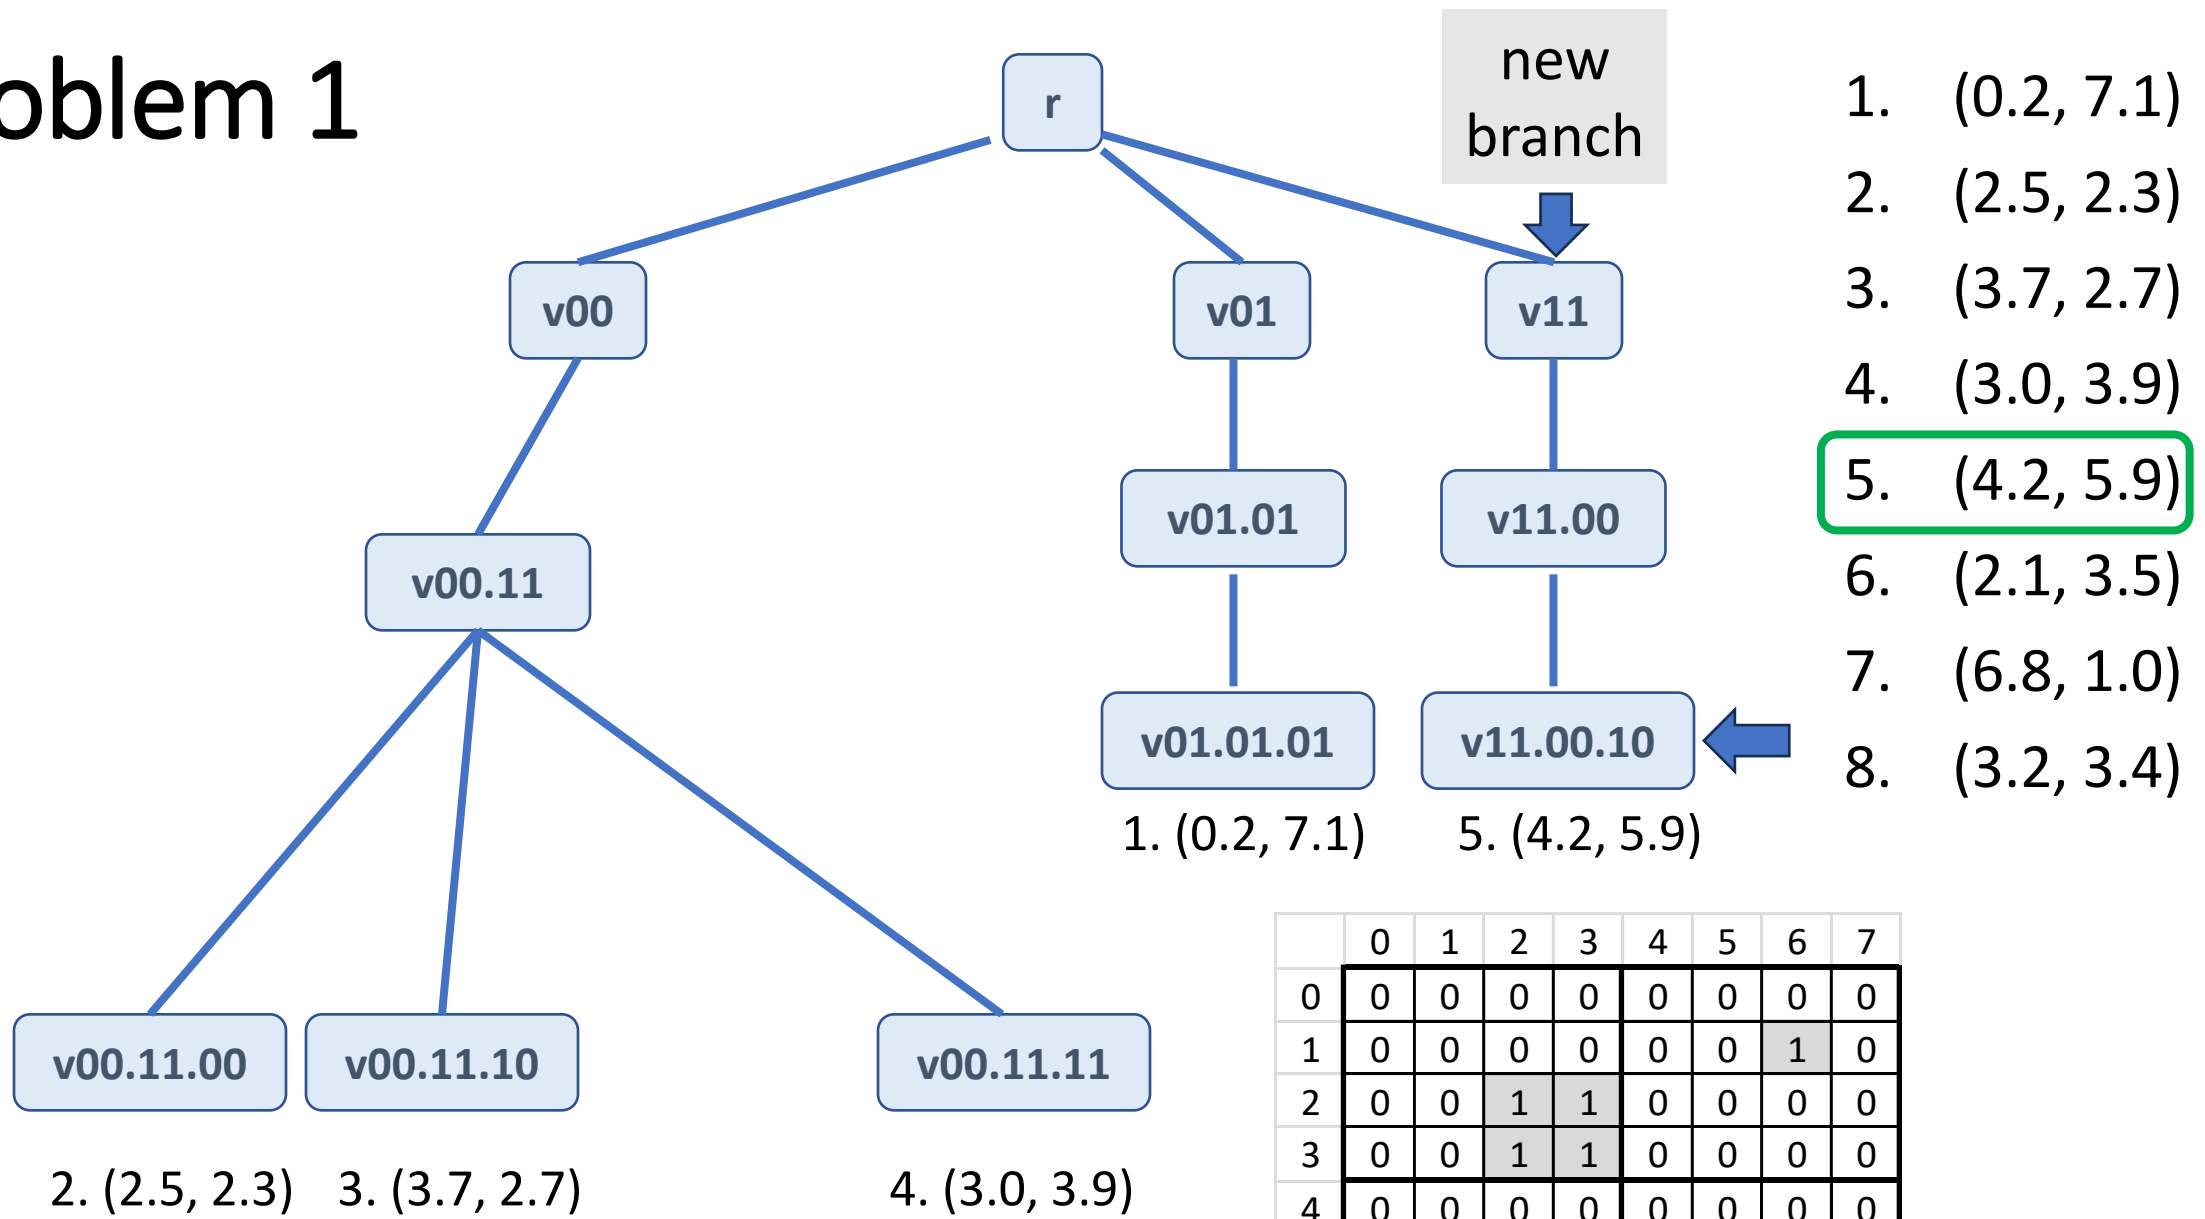 oblem 1
r
new
branch
v00
v01
v11
v00.11
v01.01
v11.00
v01.01.01
v11.00.10
1. (0.2, 7.1)
5. (4.2, 5.9)
v00.11.00
v00.11.10
v00.11.11
2. (2.5, 2.3)
3. (3.7, 2.7)
4. (3.0, 3.9)
1. (0.2, 7.1)
2. (2.5, 2.3)
3. (3.7, 2.7)
4. (3.0, 3.9)
5. (4.2, 5.9)
6. (2.1, 3.5)
7. (6.8, 1.0)
8. (3.2, 3.4)
0 1 2 3 4 5 6 7
0 0 0 0 0 0 0 0 0
1 0 0 0 0 0 0 1 0
2 0 0 1 1 0 0 0 0
3 0 0 1 1 0 0 0 0
4 0 0 0 0 0 0 0 0